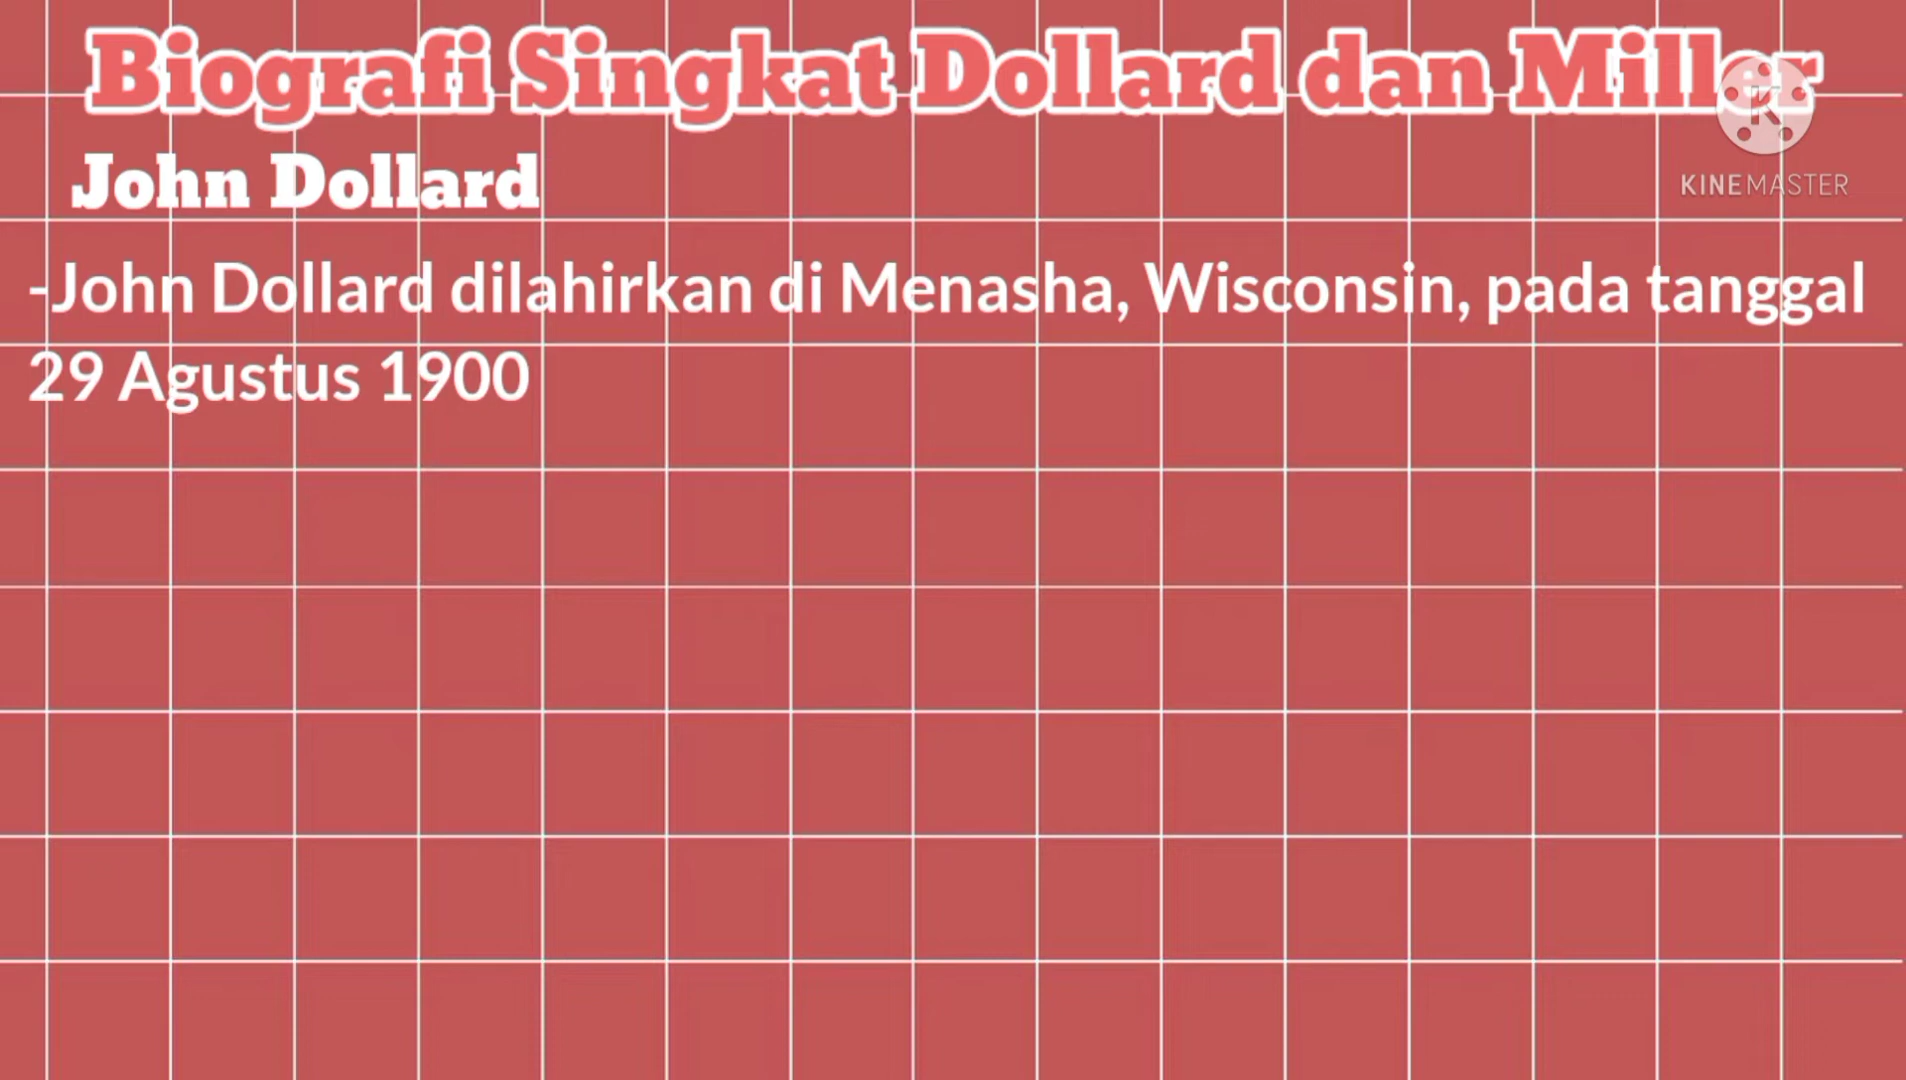 Biografi Singkat Dollard dan Miller
K
KINEMASTER
John Dollard
-John Dollard dilahirkan di Menasha, Wisconsin, pada tanggal
29 Agustus 1900